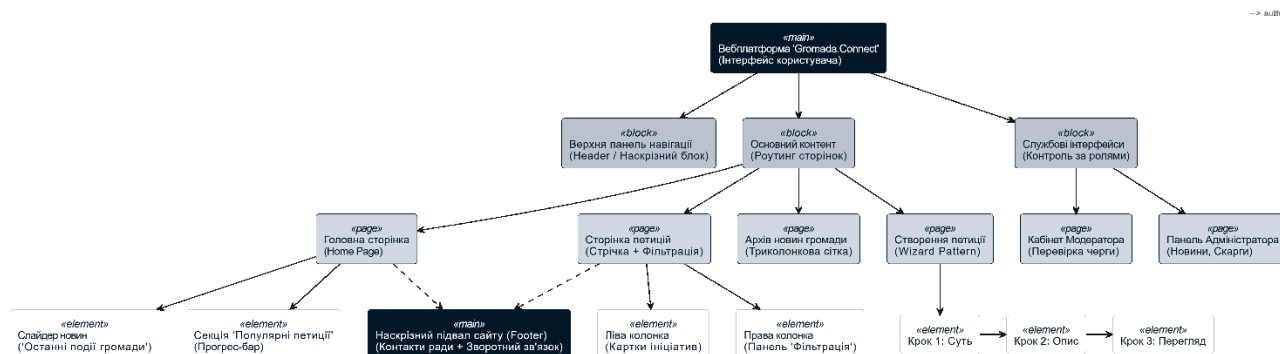 --> auth
«main»
Вебплатформа 'Gromada.Connect'
(Інтерфейс користувача)
«block»
Верхня панель навігації
(Header / Наскрізний блок)
«block»
Основний контент
(Роутинг сторінок)
«block»
Службові інтерфейси
(Контроль за ролями)
«page»
Головна сторінка
(Home Page)
«page»
Сторінка петицій
(Стрічка + Фільтрація)
«page»
Архів новин громади
(Триколонкова сітка)
«page»
Створення петиції
(Wizard Pattern)
«page»
Кабінет Модератора
(Перевірка черги)
«page»
Панель Адміністратора
(Новини, Скарги)
«element»
Слайдер новин
('Останні події громади')
«element»
Секція 'Популярні петиції'
(Прогрес-бар)
«main»
Наскрізний підвал сайту (Footer)
(Контакти ради + Зворотний зв'язок)
«element»
Ліва колонка
(Картки ініціатив)
«element»
Права колонка
(Панель 'Фільтрація')
«element»
Крок 1: Суть
«element»
Крок 2: Опис
«element»
Крок 3: Перегляд